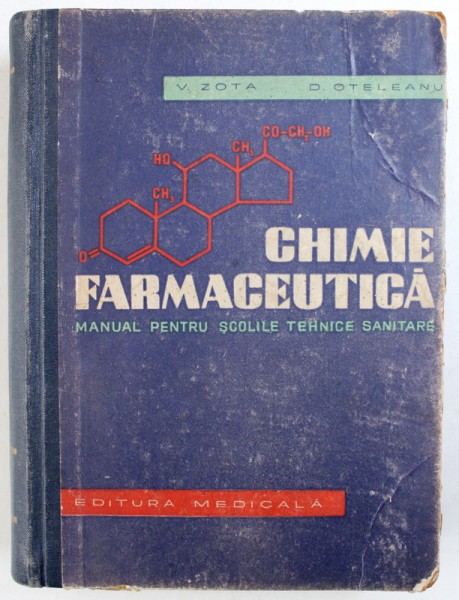 V. ZOTA D. OTELEANU
CO-CH₂-OH
HO
CH₃
CH₃
O
CHIMIE
FARMACEUTICĂ
MANUAL PENTRU ȘCOLILE TEHNICE SANITARE
EDITURA MEDICALĂ